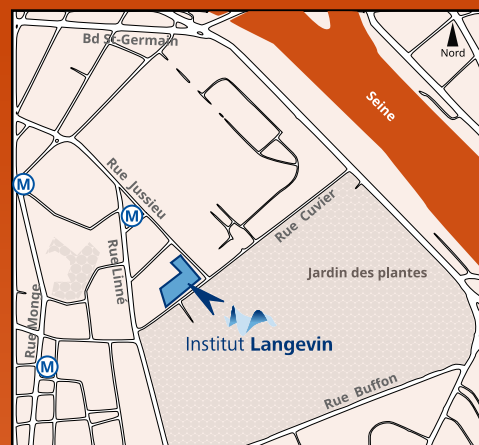 Bd St-Germain
Nord
Seine
Rue Jussieu
M
M
Rue Cuvier
Rue Linné
Jardin des plantes
Rue Monge
Institut Langevin
M
Rue Buffon